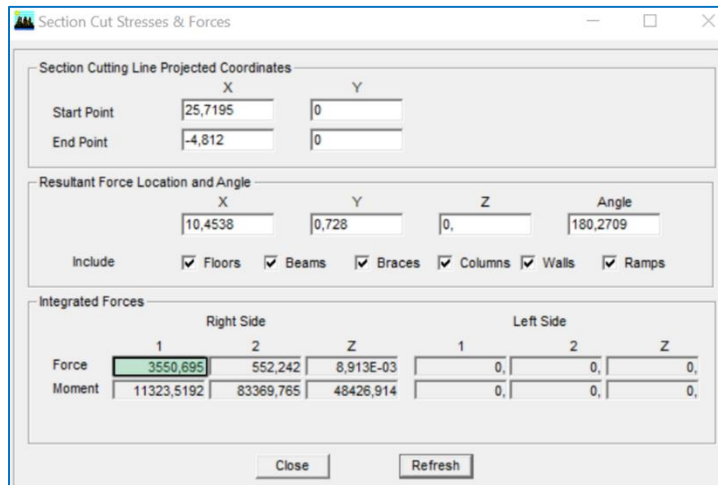 Section Cut Stresses & Forces
Section Cutting Line Projected Coordinates
X Y
Start Point 25,7195 0
End Point -4,812 0
Resultant Force Location and Angle
X Y Z Angle
10,4538 0,728 0, 180,2709
Include Floors Beams Braces Columns Walls Ramps
Integrated Forces
Right Side Left Side
1 2 Z 1 2 Z
Force 3550,695 552,242 8,913E-03 0, 0, 0,
Moment 11323,5192 83369,765 48426,914 0, 0, 0,
Close Refresh